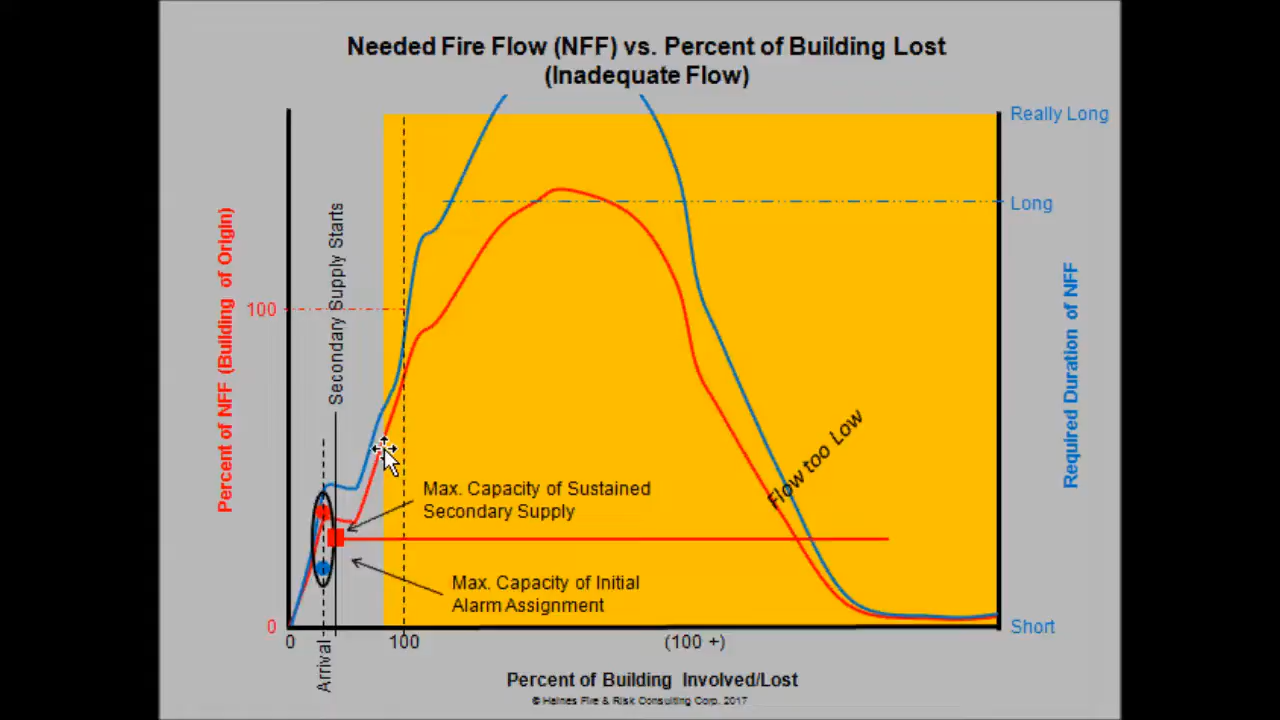 Needed Fire Flow (NFF) vs. Percent of Building Lost
(Inadequate Flow)
Really Long
Long
Short
Required Duration of NFF
Percent of NFF (Building of Origin)
100
0
Secondary Supply Starts
Flow too Low
Max. Capacity of Sustained
Secondary Supply
Max. Capacity of Initial
Alarm Assignment
0
100
(100 +)
Arrival
Percent of Building Involved/Lost
© Haines Fire & Risk Consulting Corp. 2017